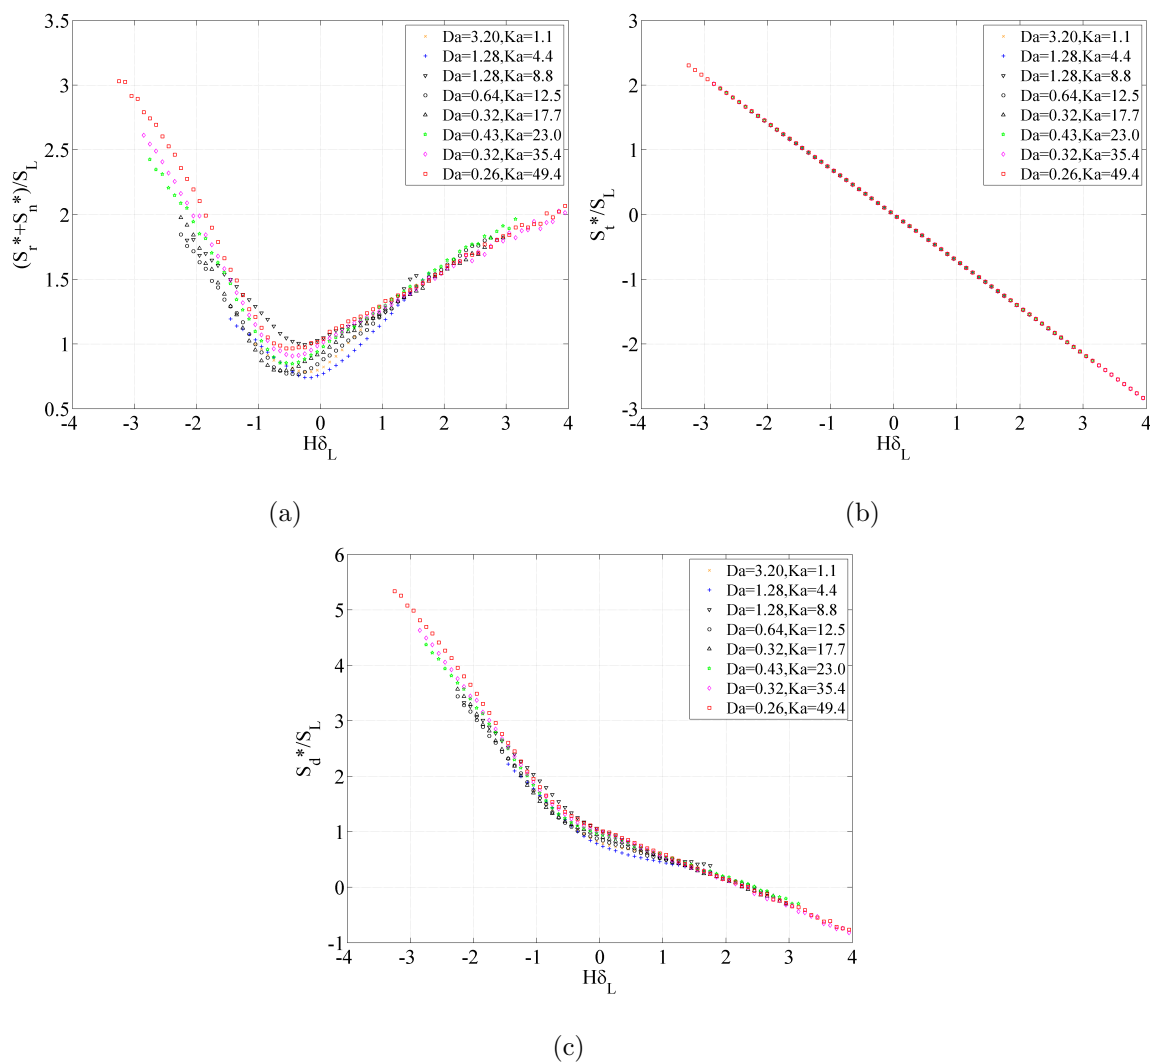 3.5
3
2.5
2
1.5
1
0.5
-4 -3 -2 -1 0 1 2 3 4
(S_r*+S_n*)/S_L
Hδ_L
Da=3.20,Ka=1.1
Da=1.28,Ka=4.4
Da=1.28,Ka=8.8
Da=0.64,Ka=12.5
Da=0.32,Ka=17.7
Da=0.43,Ka=23.0
Da=0.32,Ka=35.4
Da=0.26,Ka=49.4
(a)
3
2
1
0
-1
-2
-3
-4 -3 -2 -1 0 1 2 3 4
S_t*/S_L
Hδ_L
Da=3.20,Ka=1.1
Da=1.28,Ka=4.4
Da=1.28,Ka=8.8
Da=0.64,Ka=12.5
Da=0.32,Ka=17.7
Da=0.43,Ka=23.0
Da=0.32,Ka=35.4
Da=0.26,Ka=49.4
(b)
6
5
4
3
2
1
0
-1
-4 -3 -2 -1 0 1 2 3 4
S_d*/S_L
Hδ_L
Da=3.20,Ka=1.1
Da=1.28,Ka=4.4
Da=1.28,Ka=8.8
Da=0.64,Ka=12.5
Da=0.32,Ka=17.7
Da=0.43,Ka=23.0
Da=0.32,Ka=35.4
Da=0.26,Ka=49.4
(c)